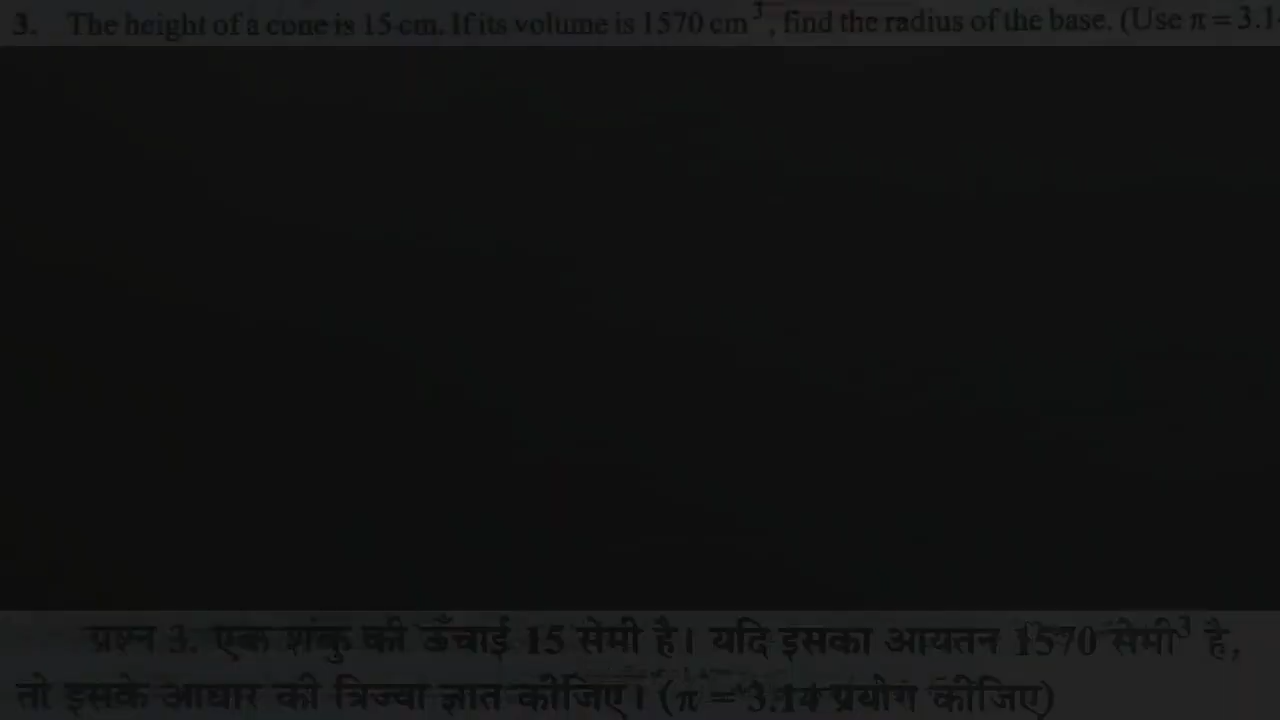 3. The height of a cone is 15 cm. If its volume is 1570 cm³, find the radius of the base. (Use π = 3.1
प्रश्न 3. एक शंकु की ऊँचाई 15 सेमी है। यदि इसका आयतन 1570 सेमी³ है,
तो इसके आधार की त्रिज्या ज्ञात कीजिए। (π = 3.14 प्रयोग कीजिए)